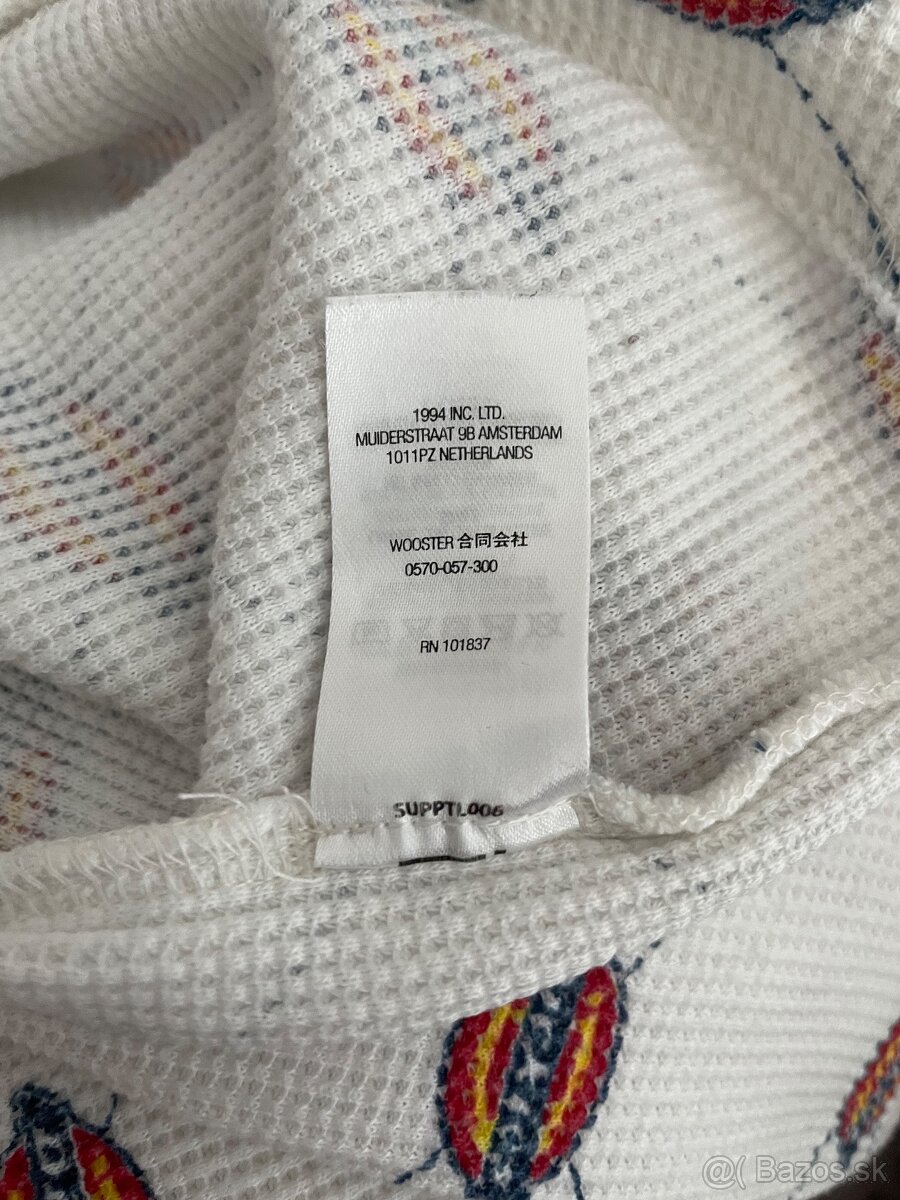 1994 INC. LTD.
MUIDERSTRAAT 9B AMSTERDAM
1011PZ NETHERLANDS
WOOSTER 合同会社
0570-057-300
RN 101837
SUPPTL006
@( Bazos.sk